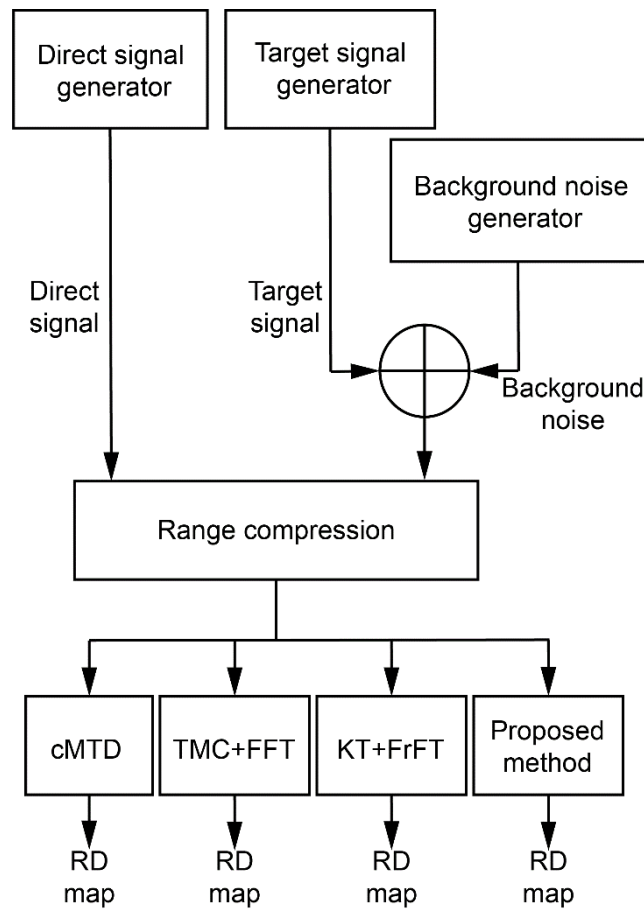 Direct signal
generator
Target signal
generator
Background noise
generator
Direct
signal
Target
signal
Background
noise
Range compression
cMTD
TMC+FFT
KT+FrFT
Proposed
method
RD
map
RD
map
RD
map
RD
map